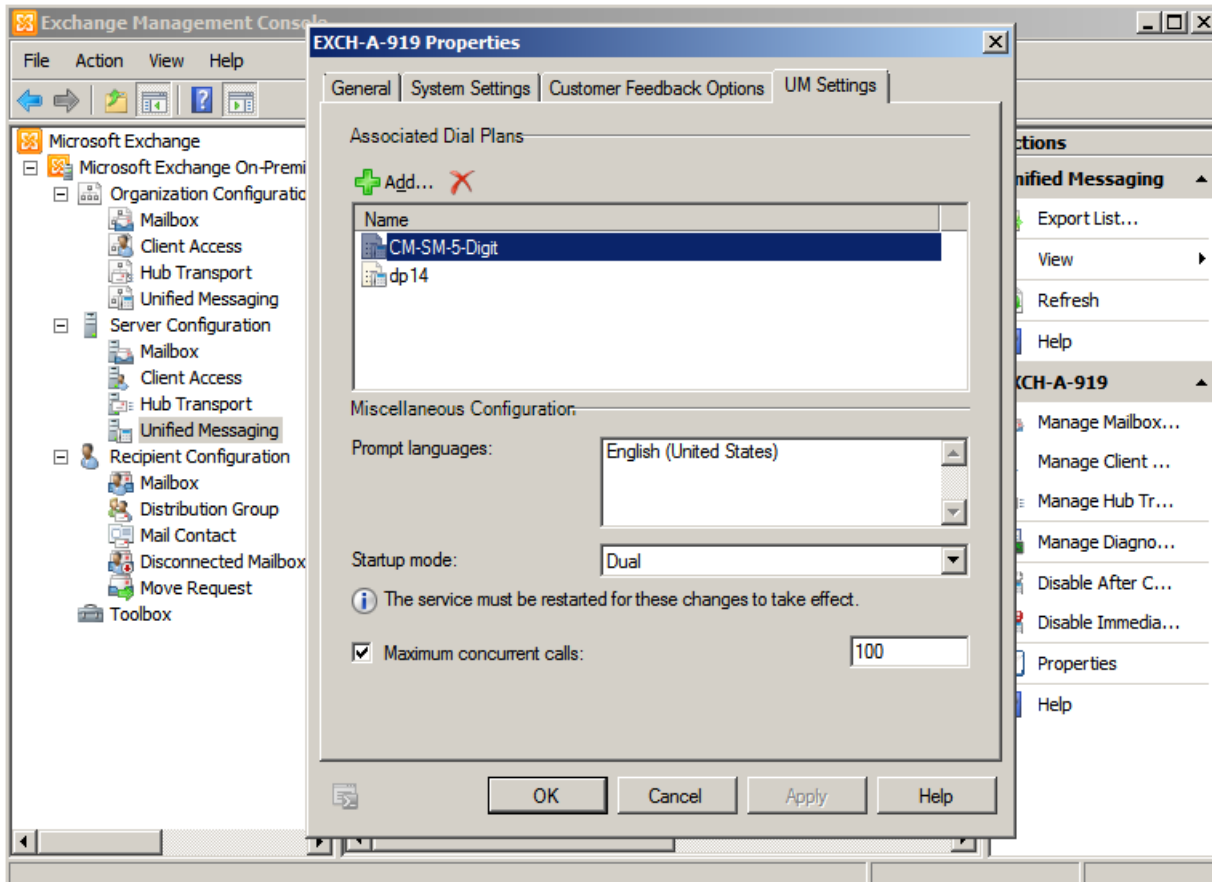 Exchange Management Conso
File Action View Help
Microsoft Exchange
Microsoft Exchange On-Premi
Organization Configuratio
Mailbox
Client Access
Hub Transport
Unified Messaging
Server Configuration
Mailbox
Client Access
Hub Transport
Unified Messaging
Recipient Configuration
Mailbox
Distribution Group
Mail Contact
Disconnected Mailbox
Move Request
Toolbox
EXCH-A-919 Properties
General System Settings Customer Feedback Options UM Settings
Associated Dial Plans
Add...
Name
CM-SM-5-Digit
dp14
Miscellaneous Configuration
Prompt languages: English (United States)
Startup mode: Dual
The service must be restarted for these changes to take effect.
Maximum concurrent calls: 100
OK Cancel Apply Help
ctions
nified Messaging
Export List...
View
Refresh
Help
XCH-A-919
Manage Mailbox...
Manage Client ...
Manage Hub Tr...
Manage Diagno...
Disable After C...
Disable Immedia...
Properties
Help